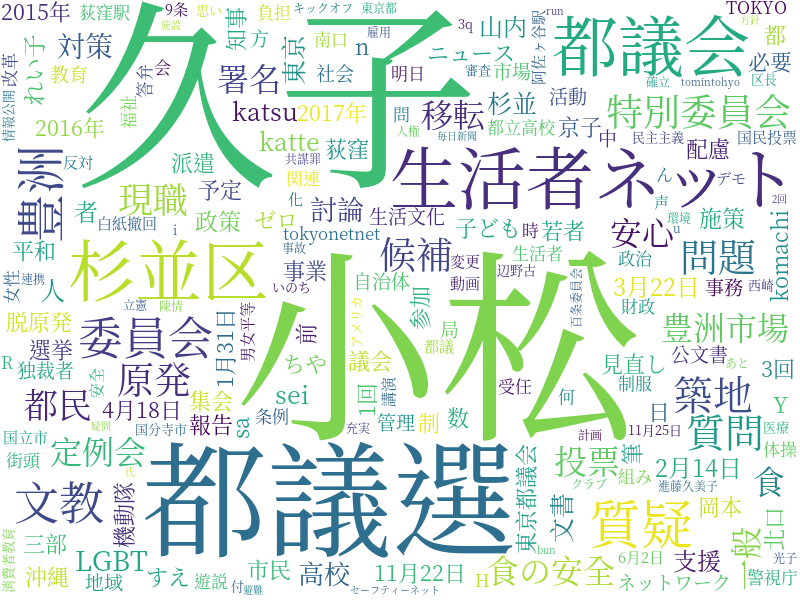 2015年
荻窪駅
9条
思い
キックオフ
東京都
TOKYO
れい子
改革
対策
答弁
教育
会
施設
知事
方
負担
南口
n
3q
雇用
ニュース
山内
阿佐ヶ谷駅
run
方針
都
必要
久子
都議会
情報公開
2016年
福祉
署名
東京
社会
明日
審査
市場
確立
tomintohyo
区長
katsu
2017年
問
移転
杉並
活動
特別委員会
反対
派遣
katte
荻窪
人権
毎日新聞
都立高校
京子
中
民主主義
国民投票
豊洲
白紙撤回
者
現職
予定
共謀罪
関連
化
生活者ネット
配慮
ん
デモ
声
2回
環境
平和
i
政策
ゼロ
討論
生活文化
子ども
時
若者
安心
施策
u
komachi
女性
連携
人
杉並区
tokyonetnet
事故
事業
候補
自治体
変更
動画
生活者
辺野古
政治
問題
3月22日
事務
西崎
脱原発
立憲
陳情
男女平等
いのち
アメリカ
参加
局
百条委員会
財政
豊洲市場
R
選挙
独裁者
安全
委員会
原発
1月31日
前
ちや
議会
都議
小松
見直し
公文書
あと
3回
都民
4月18日
集会
sei
1回
講演
受任
何
制服
築地
日
Y
医療
国立市
街頭
定例会
疑問
国分寺市
報告
sa
条例
充実
管理
制
数
計画
11月25日
筆
質問
体操
文教
氏
機動隊
都議選
東京都議会
投票
クラブ
組み
進藤久美子
2月14日
岡本
食
消費者教育
三部
LGBT
bun
文書
質疑
一般
北口
沖縄
地域
すえ
遊説
付
避難
市民
高校
セーフティーネット
11月22日
H
食の安全
6月2日
ネットワーク
支援
警視庁
光子